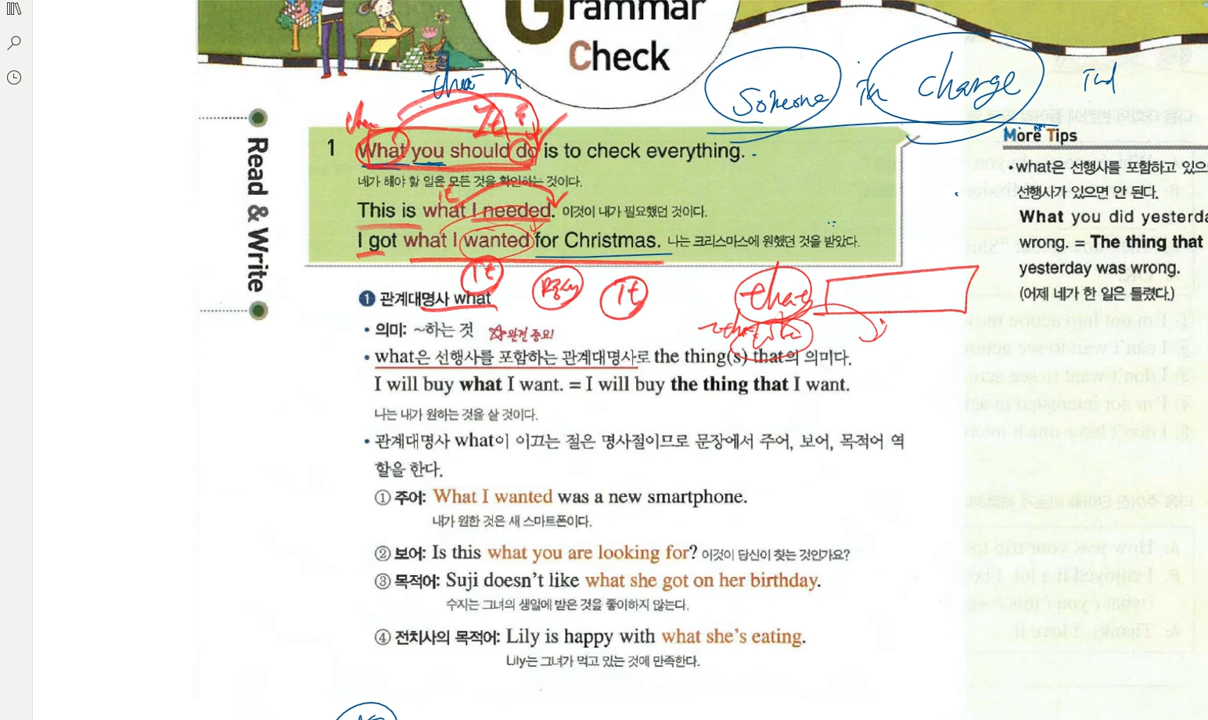 Grammar
Check
that
Someone in change
Read & Write
It
1 What you should do is to check everything.
네가 해야 할 일은 모든 것을 확인하는 것이다.
it
This is what I needed. 이것이 내가 필요했던 것이다.
I got what I wanted for Christmas. 나는 크리스마스에 원했던 것을 받았다.
It
It
that
More Tips
• what은 선행사를 포함하고 있으
선행사가 있으면 안 된다.
What you did yesterda
wrong. = The thing that
yesterday was wrong.
(어제 네가 한 일은 틀렸다.)
❶ 관계대명사 what
• 의미: ~하는 것 완전 중요!
• what은 선행사를 포함하는 관계대명사로 the thing(s) that의 의미다.
I will buy what I want. = I will buy the thing that I want.
나는 내가 원하는 것을 살 것이다.
• 관계대명사 what이 이끄는 절은 명사절이므로 문장에서 주어, 보어, 목적어 역
할을 한다.
① 주어: What I wanted was a new smartphone.
내가 원한 것은 새 스마트폰이다.
② 보어: Is this what you are looking for? 이것이 당신이 찾는 것인가요?
③ 목적어: Suji doesn't like what she got on her birthday.
수지는 그녀의 생일에 받은 것을 좋아하지 않는다.
④ 전치사의 목적어: Lily is happy with what she's eating.
Lily는 그녀가 먹고 있는 것에 만족한다.